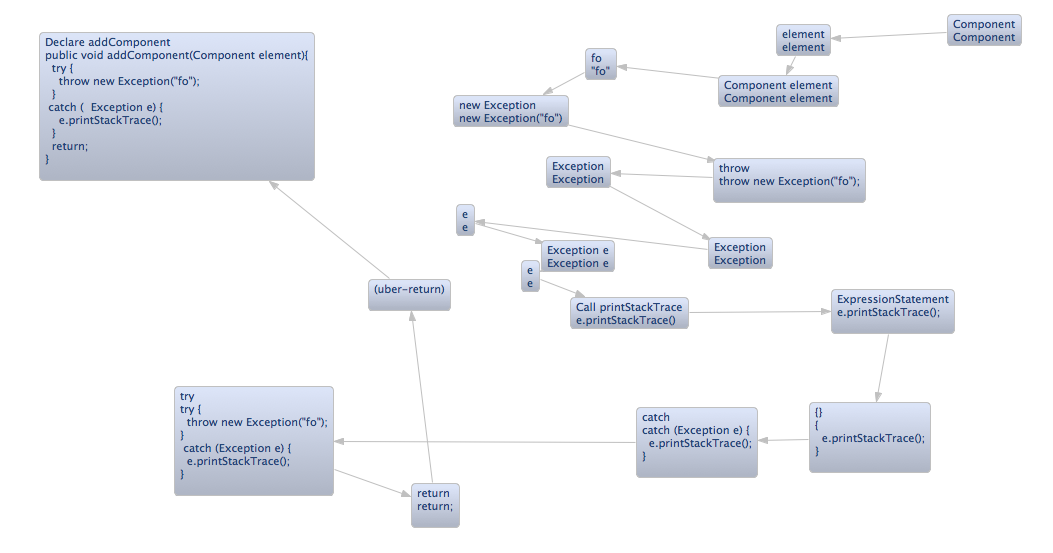 Declare addComponent
public void addComponent(Component element){
try {
throw new Exception("fo");
}
catch (  Exception e) {
e.printStackTrace();
}
return;
}
Component
Component
element
element
Component element
Component element
fo
"fo"
new Exception
new Exception("fo")
throw
throw new Exception("fo");
Exception
Exception
Exception
Exception
e
e
Exception e
Exception e
e
e
Call printStackTrace
e.printStackTrace()
ExpressionStatement
e.printStackTrace();
{}
{
e.printStackTrace();
}
catch
catch (Exception e) {
e.printStackTrace();
}
try
try {
throw new Exception("fo");
}
catch (Exception e) {
e.printStackTrace();
}
return
return;
(uber-return)